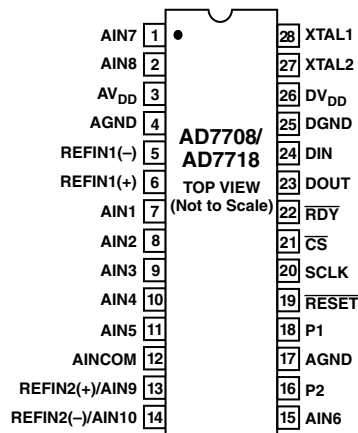 AIN7 1 28 XTAL1
AIN8 2 27 XTAL2
AVDD 3 26 DVDD
AGND 4 25 DGND
REFIN1(–) 5 24 DIN
REFIN1(+) 6 23 DOUT
AIN1 7 22 RDY
AIN2 8 21 CS
AIN3 9 20 SCLK
AIN4 10 19 RESET
AIN5 11 18 P1
AINCOM 12 17 AGND
REFIN2(+)/AIN9 13 16 P2
REFIN2(–)/AIN10 14 15 AIN6
AD7708/
AD7718
TOP VIEW
(Not to Scale)